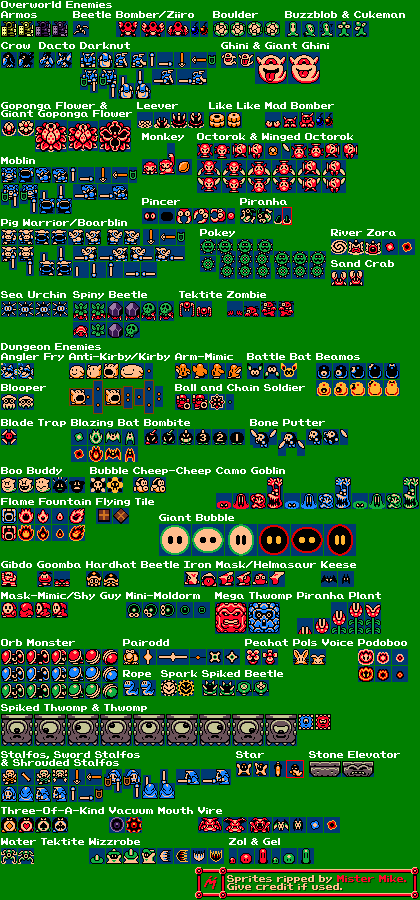 Overworld Enemies
Armos Beetle Bomber/Ziiro Boulder Buzzblob & Cukeman
Crow Dacto Darknut Ghini & Giant Ghini
Goponga Flower & Giant Goponga Flower Leever Like Like Mad Bomber
Monkey Octorok & Winged Octorok
Moblin
Pincer Piranha
Pig Warrior/Boarblin Pokey River Zora
Sand Crab
Sea Urchin Spiny Beetle Tektite Zombie
Dungeon Enemies
Angler Fry Anti-Kirby/Kirby Arm-Mimic Battle Bat Beamos
Blooper Ball and Chain Soldier
Blade Trap Blazing Bat Bombite Bone Putter
3 2 1
Boo Buddy Bubble Cheep-Cheep Camo Goblin
Flame Fountain Flying Tile
Giant Bubble
Gibdo Goomba Hardhat Beetle Iron Mask/Helmasaur Keese
Mask-Mimic/Shy Guy Mini-Moldorm Mega Thwomp Piranha Plant
Orb Monster Pairodd Peahat Pols Voice Podoboo
Rope Spark Spiked Beetle
Spiked Thwomp & Thwomp
Stalfos, Sword Stalfos & Shrouded Stalfos Star Stone Elevator
Three-Of-A-Kind Vacuum Mouth Vire
Water Tektite Wizzrobe Zol & Gel
Sprites ripped by Mister Mike.
Give credit if used.